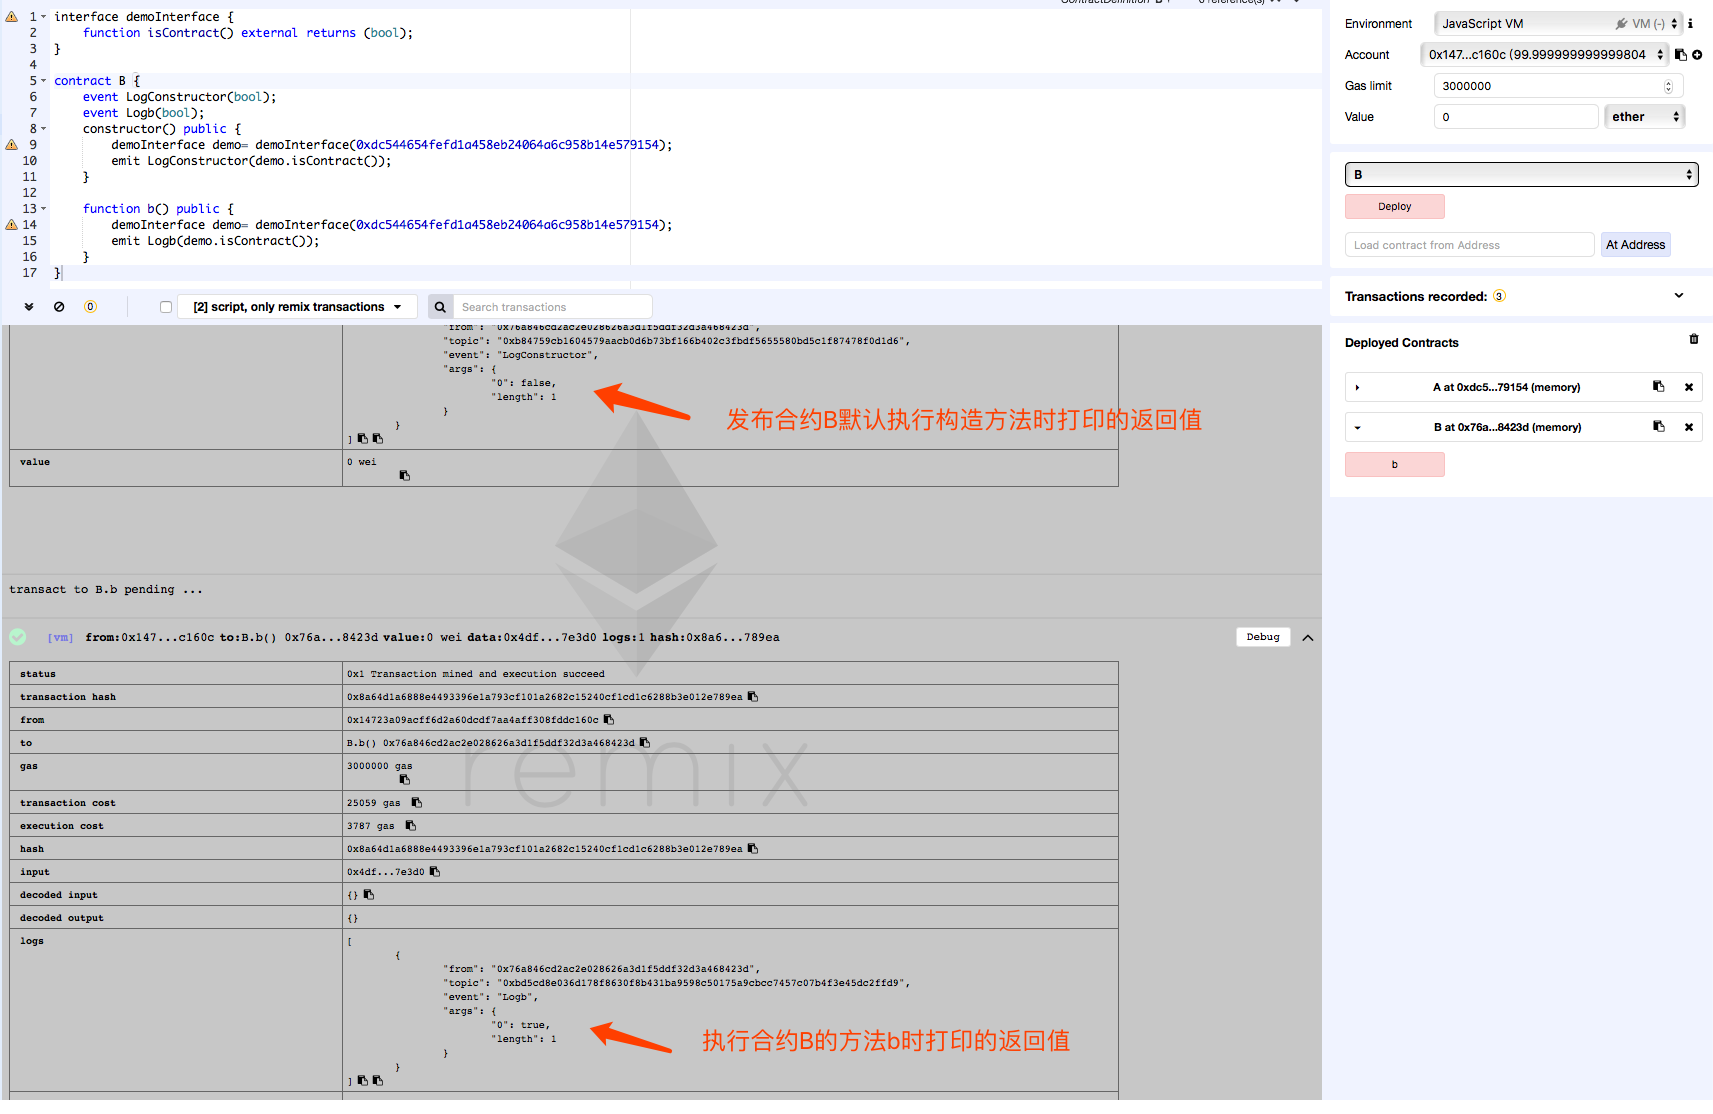 1 interface demoInterface {
2 function isContract() external returns (bool);
3 }
4
5 contract B {
6 event LogConstructor(bool);
7 event Logb(bool);
8 constructor() public {
9 demoInterface demo= demoInterface(0xdc544654fefd1a458eb24064a6c958b14e579154);
10 emit LogConstructor(demo.isContract());
11 }
12
13 function b() public {
14 demoInterface demo= demoInterface(0xdc544654fefd1a458eb24064a6c958b14e579154);
15 emit Logb(demo.isContract());
16 }
17 }
0 [2] script, only remix transactions Search transactions
"from": "0x76a846cd2ac2e028626a3d1f5ddf32d3a468423d",
"topic": "0xb84759cb1604579aacb0d6b73bf166b402c3fbdf5655580bd5c1f87478f0d1d6",
"event": "LogConstructor",
"args": {
"0": false,
"length": 1
}
}
]
发布合约B默认执行构造方法时打印的返回值
value 0 wei
transact to B.b pending ...
[vm] from:0x147...c160c to:B.b() 0x76a...8423d value:0 wei data:0x4df...7e3d0 logs:1 hash:0x8a6...789ea Debug
status 0x1 Transaction mined and execution succeed
transaction hash 0x8a64d1a6888e4493396e1a793cf101a2682c15240cf1cd1c6288b3e012e789ea
from 0x14723a09acff6d2a60dcdf7aa4aff308fddc160c
to B.b() 0x76a846cd2ac2e028626a3d1f5ddf32d3a468423d
gas 3000000 gas
transaction cost 25059 gas
execution cost 3787 gas
hash 0x8a64d1a6888e4493396e1a793cf101a2682c15240cf1cd1c6288b3e012e789ea
input 0x4df...7e3d0
decoded input {}
decoded output {}
logs [
{
"from": "0x76a846cd2ac2e028626a3d1f5ddf32d3a468423d",
"topic": "0xbd5cd8e036d178f8630f8b431ba9598c50175a9cbcc7457c07b4f3e45dc2ffd9",
"event": "Logb",
"args": {
"0": true,
"length": 1
}
}
]
执行合约B的方法b时打印的返回值
remix
Environment JavaScript VM VM (-) i
Account 0x147...c160c (99.999999999999804
Gas limit 3000000
Value 0 ether
B
Deploy
Load contract from Address At Address
Transactions recorded: 3
Deployed Contracts
A at 0xdc5...79154 (memory)
B at 0x76a...8423d (memory)
b